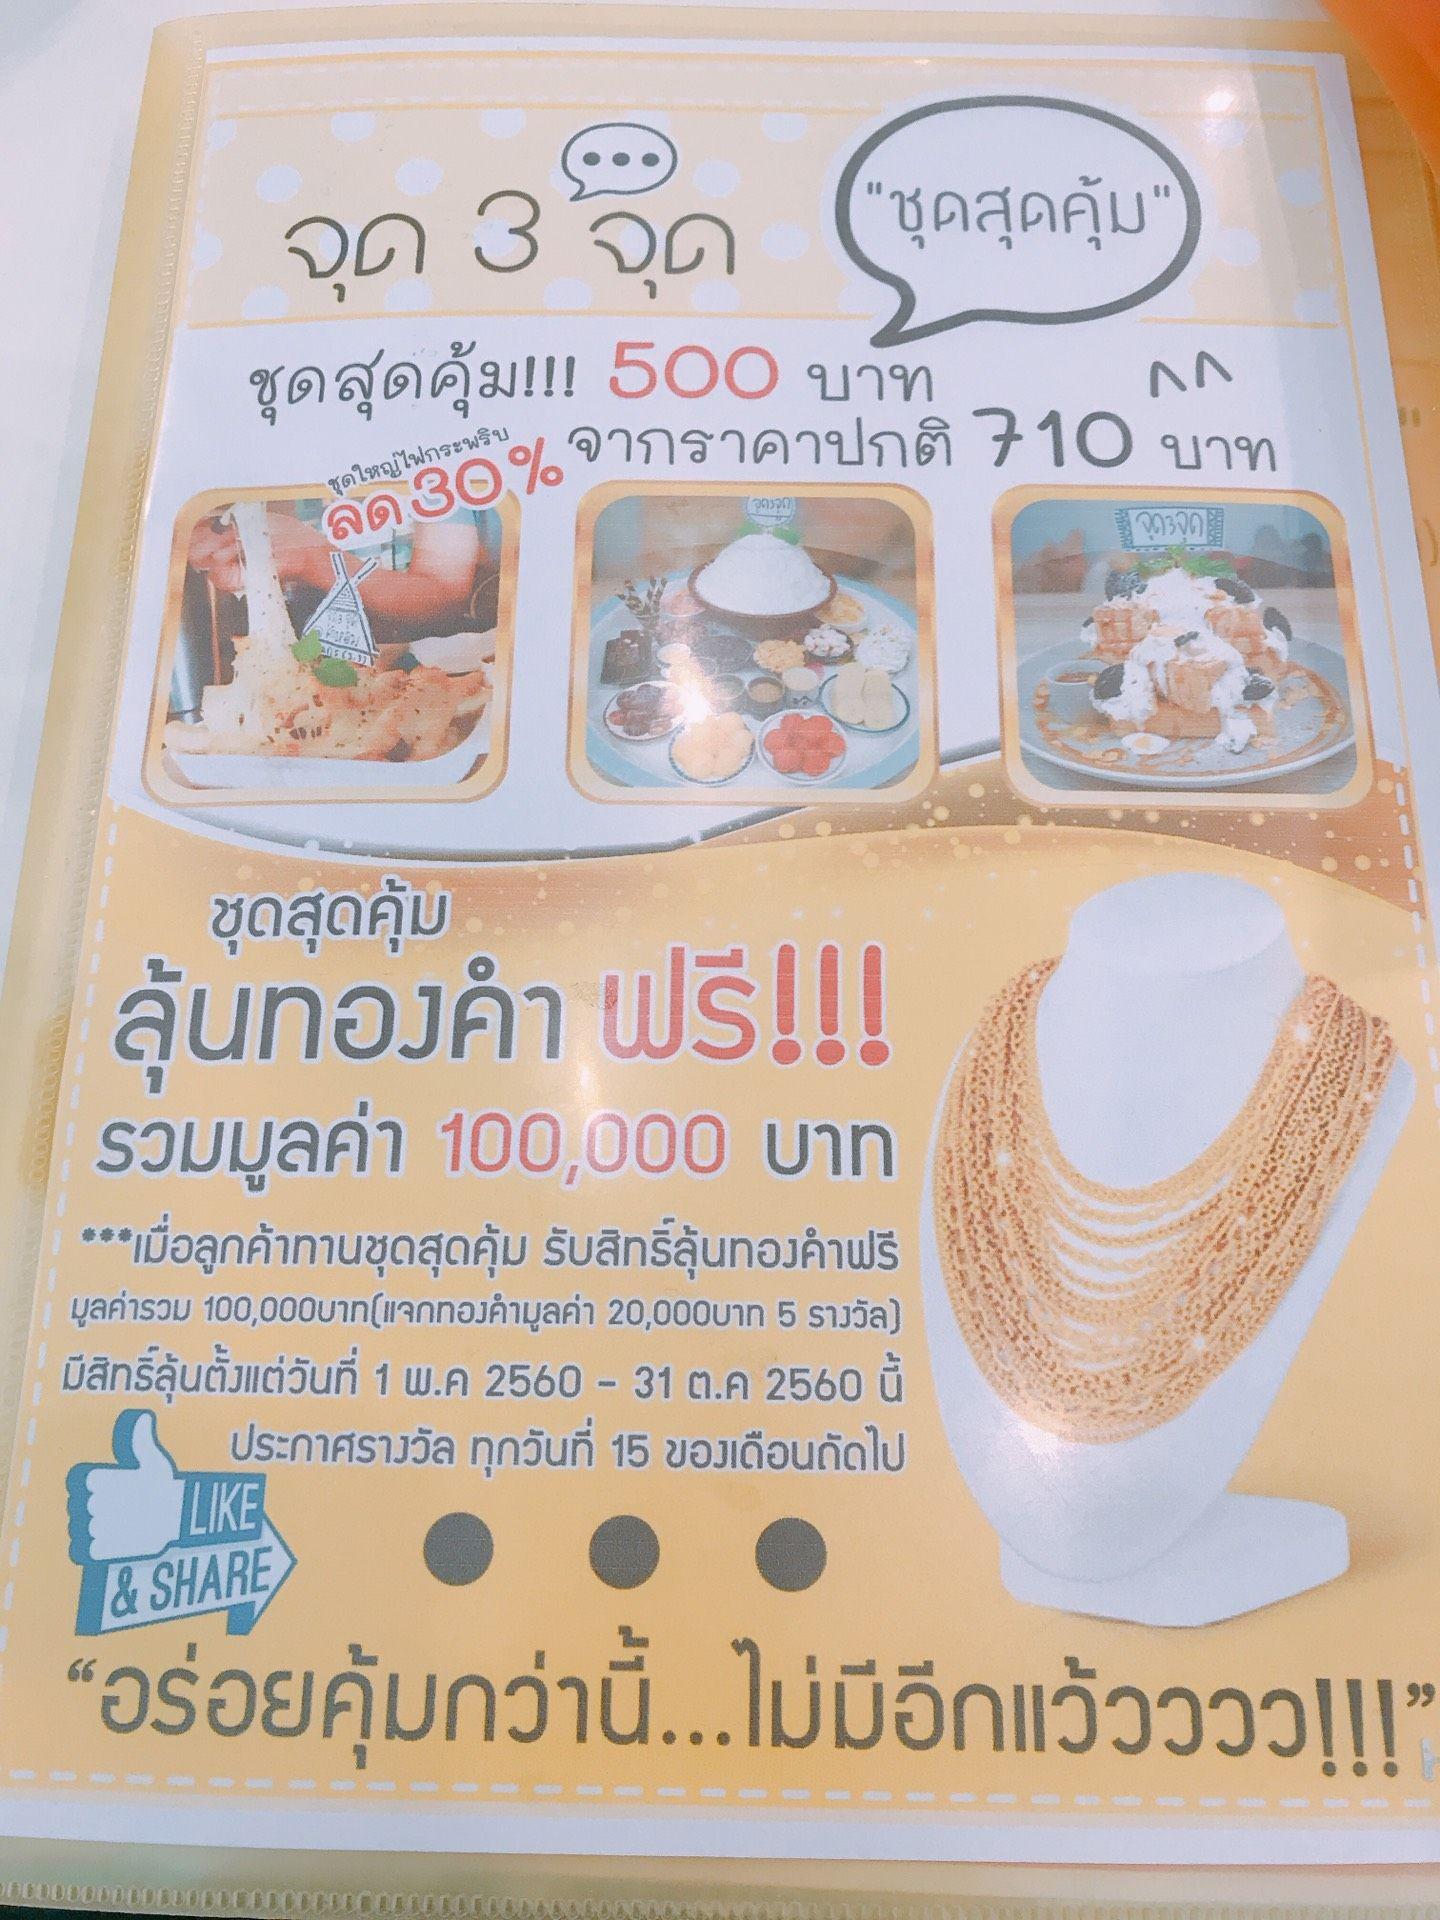 จุด 3 จุด
"ชุดสุดคุ้ม"
ชุดสุดคุ้ม!!! 500 บาท
จากราคาปกติ 710 บาท
ชุดใหญ่ไฟกระพริบ
ลด 30%
จุด3จุด
จุด3จุด
ชุดสุดคุ้ม
ลุ้นทองคำ ฟรี!!!
รวมมูลค่า 100,000 บาท
***เมื่อลูกค้าทานชุดสุดคุ้ม รับสิทธิ์ลุ้นทองคำฟรี
มูลค่ารวม 100,000บาท(แจกทองคำมูลค่า 20,000บาท 5 รางวัล)
มีสิทธิ์ลุ้นตั้งแต่วันที่ 1 พ.ค 2560 - 31 ต.ค 2560 นี้
ประกาศรางวัล ทุกวันที่ 15 ของเดือนถัดไป
LIKE
& SHARE
“อร่อยคุ้มกว่านี้...ไม่มีอีกแว้วววว!!!”